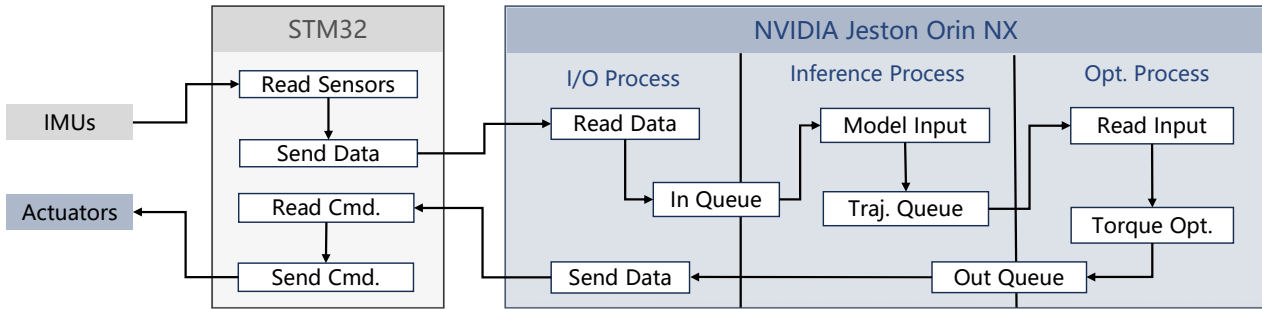 STM32
NVIDIA Jeston Orin NX
I/O Process
Inference Process
Opt. Process
IMUs
Actuators
Read Sensors
Send Data
Read Cmd.
Send Cmd.
Read Data
In Queue
Send Data
Model Input
Traj. Queue
Out Queue
Read Input
Torque Opt.